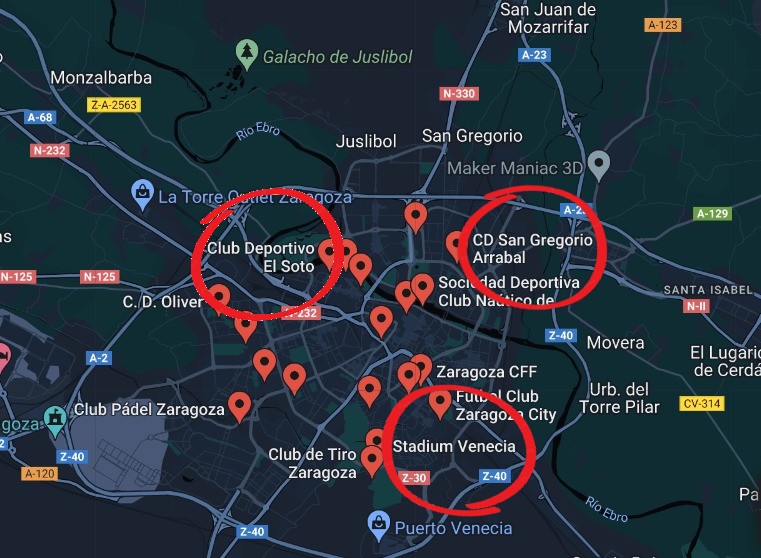 San Juan de
Mozarrifar
A-123
A-23
Galacho de Juslibol
Monzalbarba
N-330
Z-A-2563
A-68
Río Ebro
Juslibol
San Gregorio
N-232
Maker Maniac 3D
La Torre Outlet Zaragoza
A-23
A-129
as
Club Deportivo
El Soto
CD San Gregorio
Arrabal
N-125
N-125
C. D. Oliver
Sociedad Deportiva
Club Náutico de
SANTA ISABEL
N-II
N-232
Z-40
Movera
A-2
El Lugarico
de Cerdá
Zaragoza CFF
Urb. del
Torre Pilar
Fútbol Club
Zaragoza City
CV-314
Club Pádel Zaragoza
goza
Stadium Venecia
Z-40
2
Club de Tiro
Zaragoza
A-120
Z-30
Z-40
Pa
Río Ebro
Z-40
Puerto Venecia